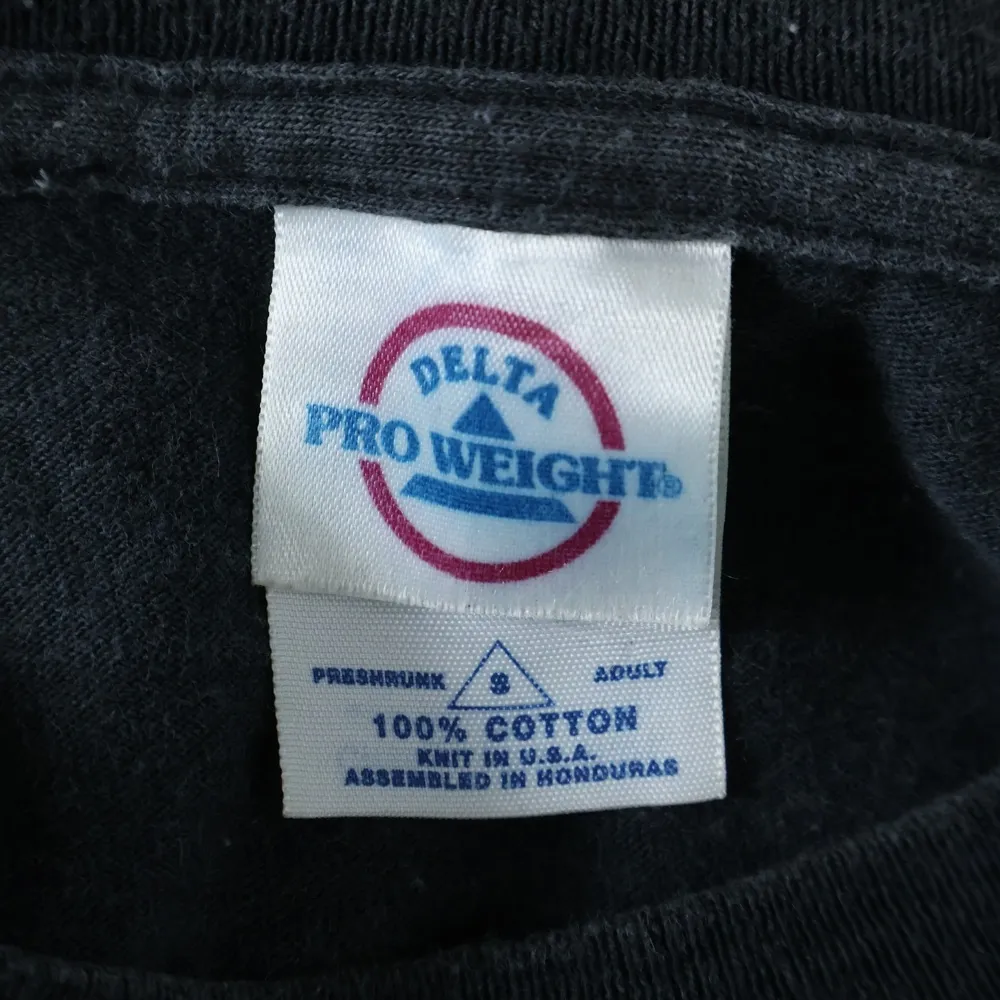 DELTA
PRO WEIGHT®
PRESHRUNK S ADULT
100% COTTON
KNIT IN U.S.A.
ASSEMBLED IN HONDURAS